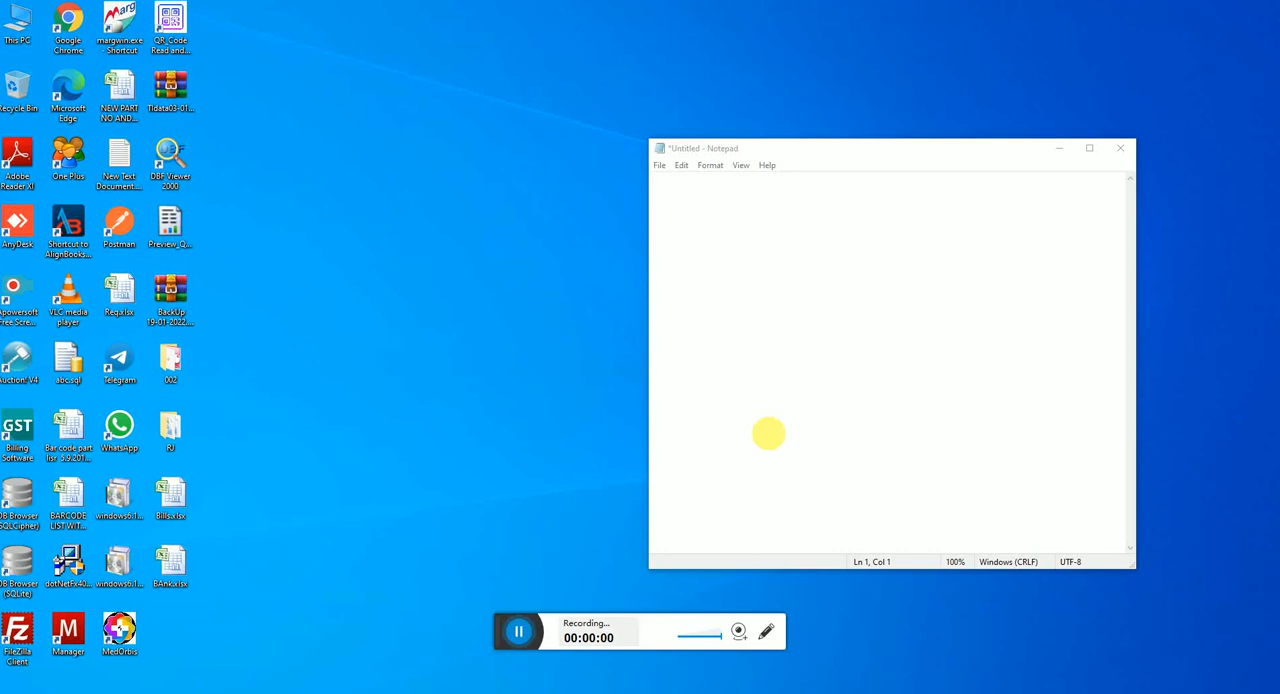 This PC
Google
Chrome
Marg
margwin.exe
- Shortcut
QR_Code
Read and...
Recycle Bin
Microsoft
Edge
NEW PART
NO AND...
Tldata03-01...
Adobe
Reader XI
One Plus
New Text
Document....
DBF Viewer
2000
AnyDesk
AB
Shortcut to
AlignBooks...
Postman
Preview_Q...
Apowersoft
Free Scre...
VLC media
player
Req.xlsx
BackUp
19-01-2022....
Auction! V4
abc.sql
Telegram
002
GST
Billing
Software
Bar code part
lisr 5.9.201...
WhatsApp
RJ
DB Browser
(SQLCipher)
BARCODE
LIST WIT...
windows6.1...
Bills.xlsx
DB Browser
(SQLite)
dotNetFx40...
windows6.1...
BAnk.xlsx
Fz
FileZilla
Client
M
Manager
MedOrbis
*Untitled - Notepad
File Edit Format View Help
Ln 1, Col 1 100% Windows (CRLF) UTF-8
Recording...
00:00:00